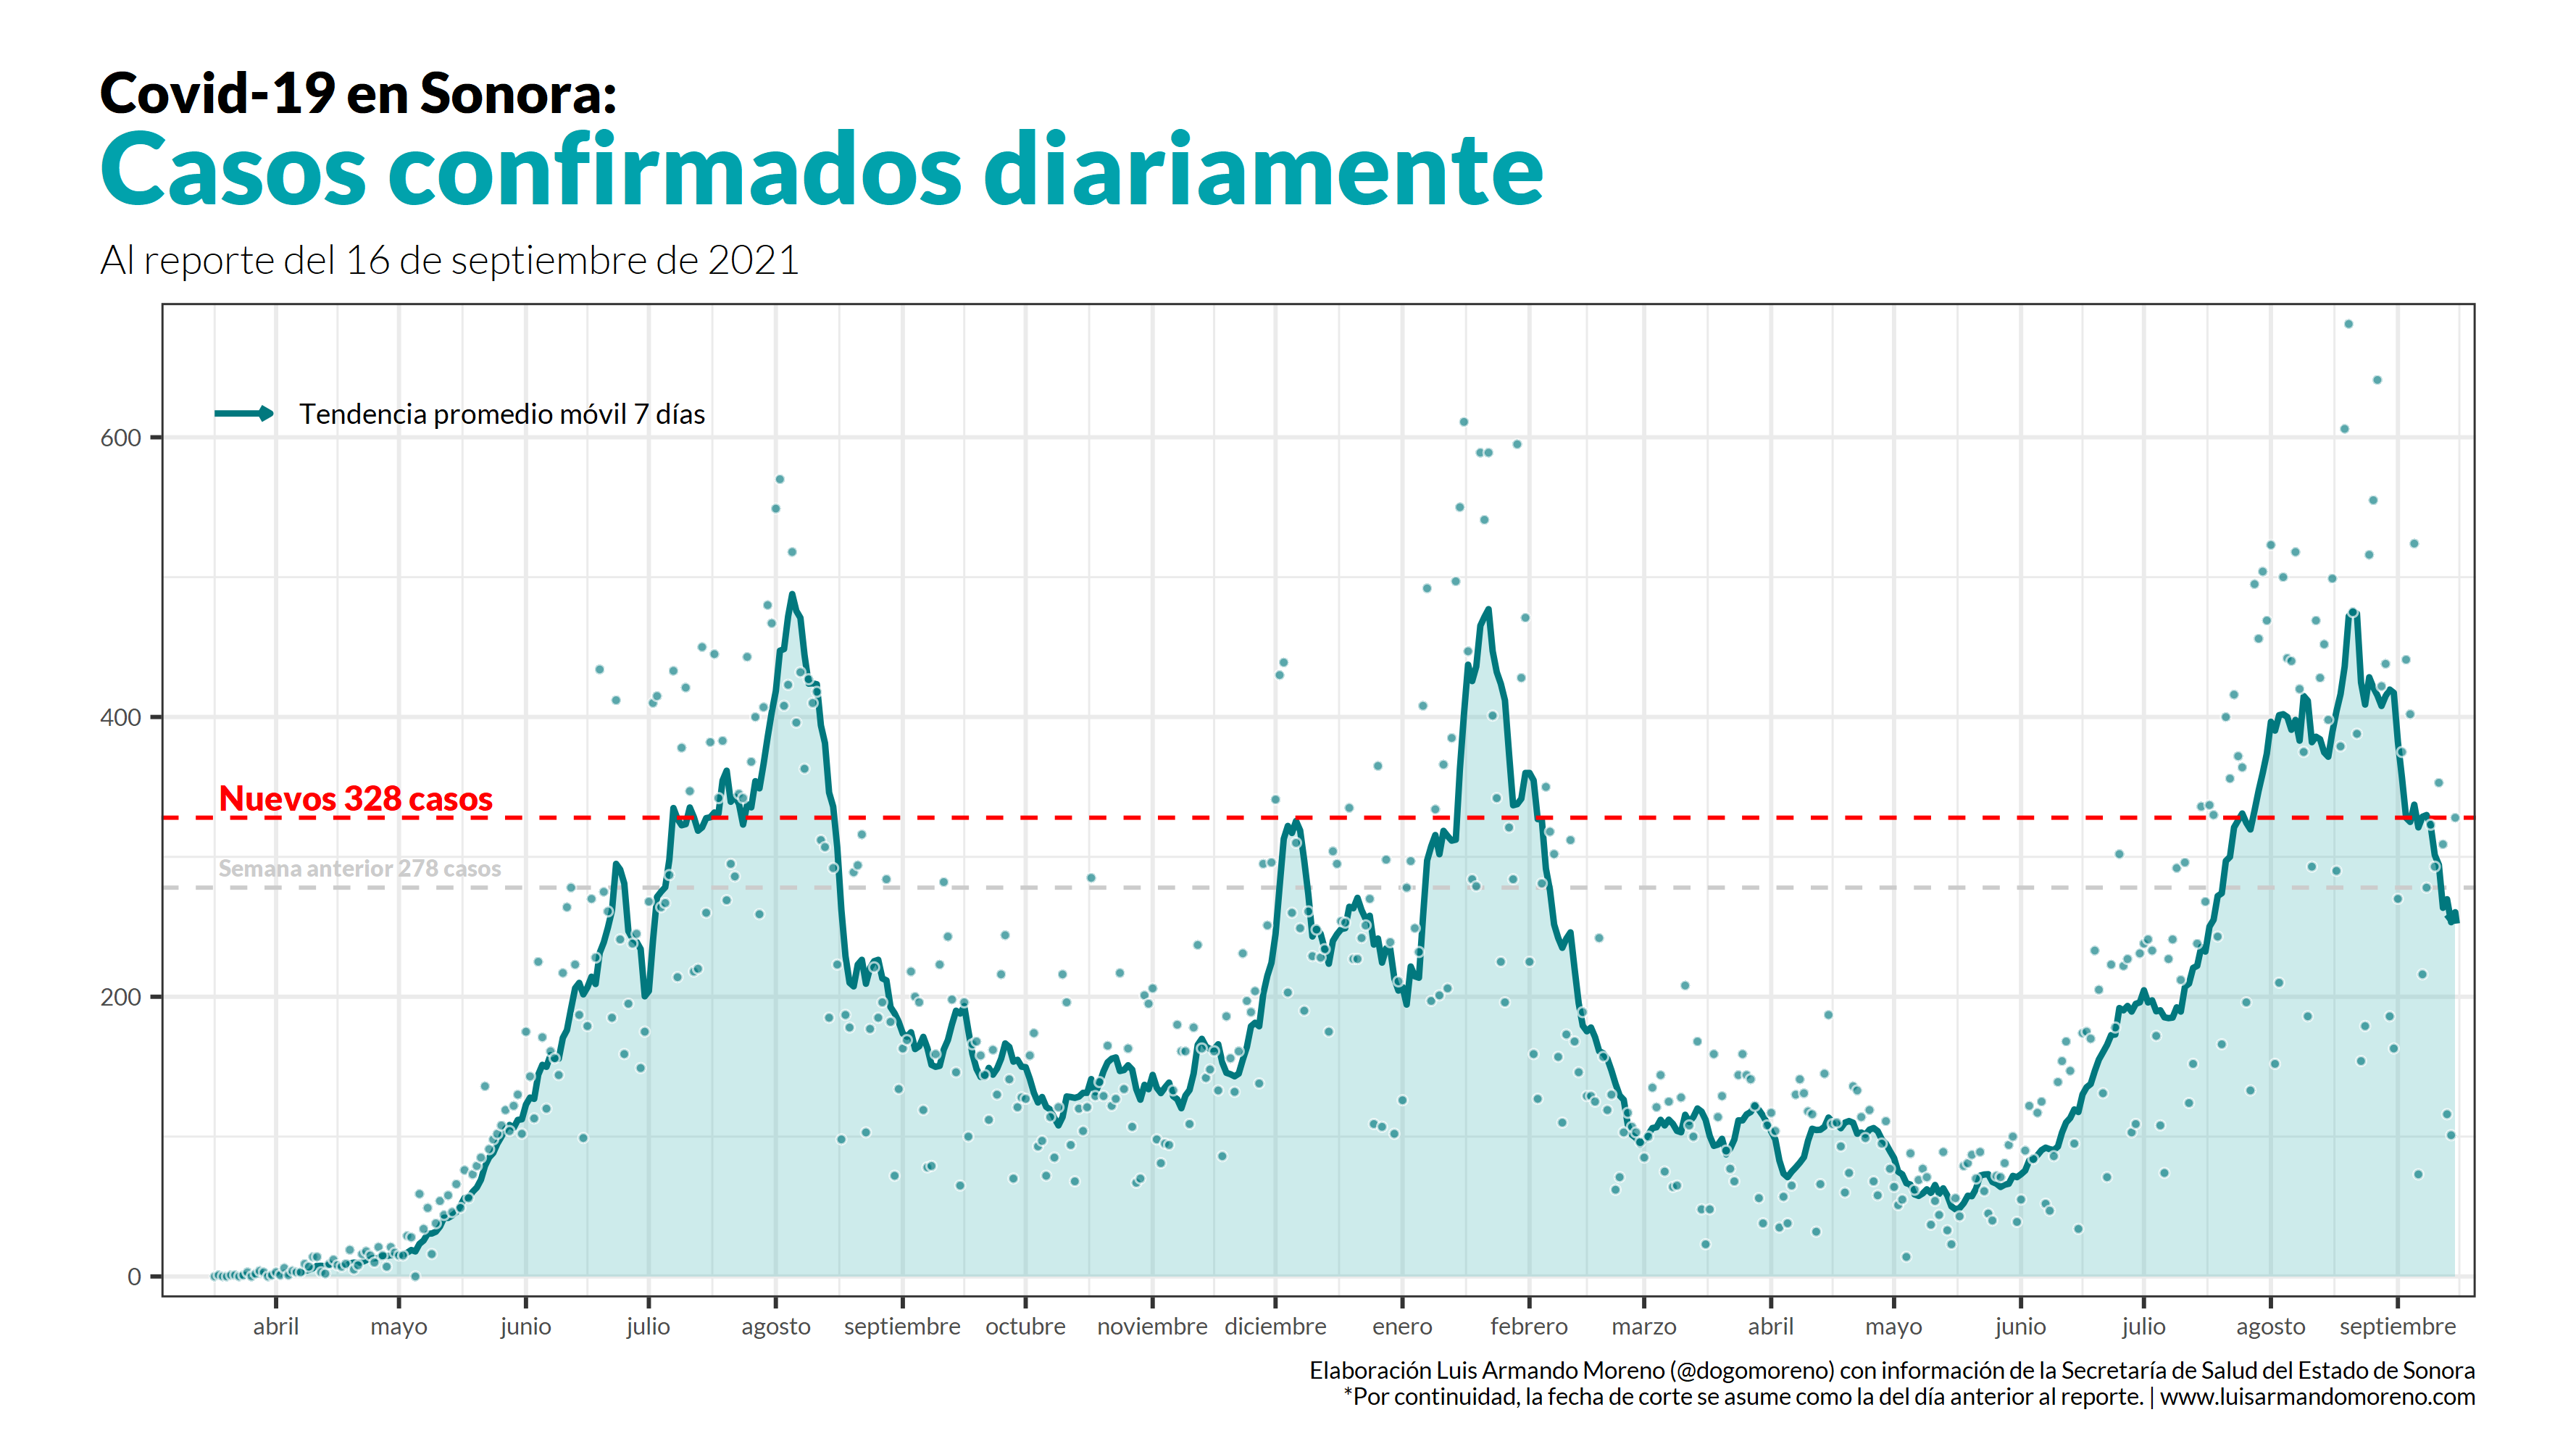 Covid-19 en Sonora:
Casos confirmados diariamente
Al reporte del 16 de septiembre de 2021
Tendencia promedio móvil 7 días
600
400
Nuevos 328 casos
Semana anterior 278 casos
200
0
abril mayo junio julio agosto septiembre octubre noviembre diciembre enero febrero marzo abril mayo junio julio agosto septiembre
Elaboración Luis Armando Moreno (@dogomoreno) con información de la Secretaría de Salud del Estado de Sonora
*Por continuidad, la fecha de corte se asume como la del día anterior al reporte. | www.luisarmandomoreno.com